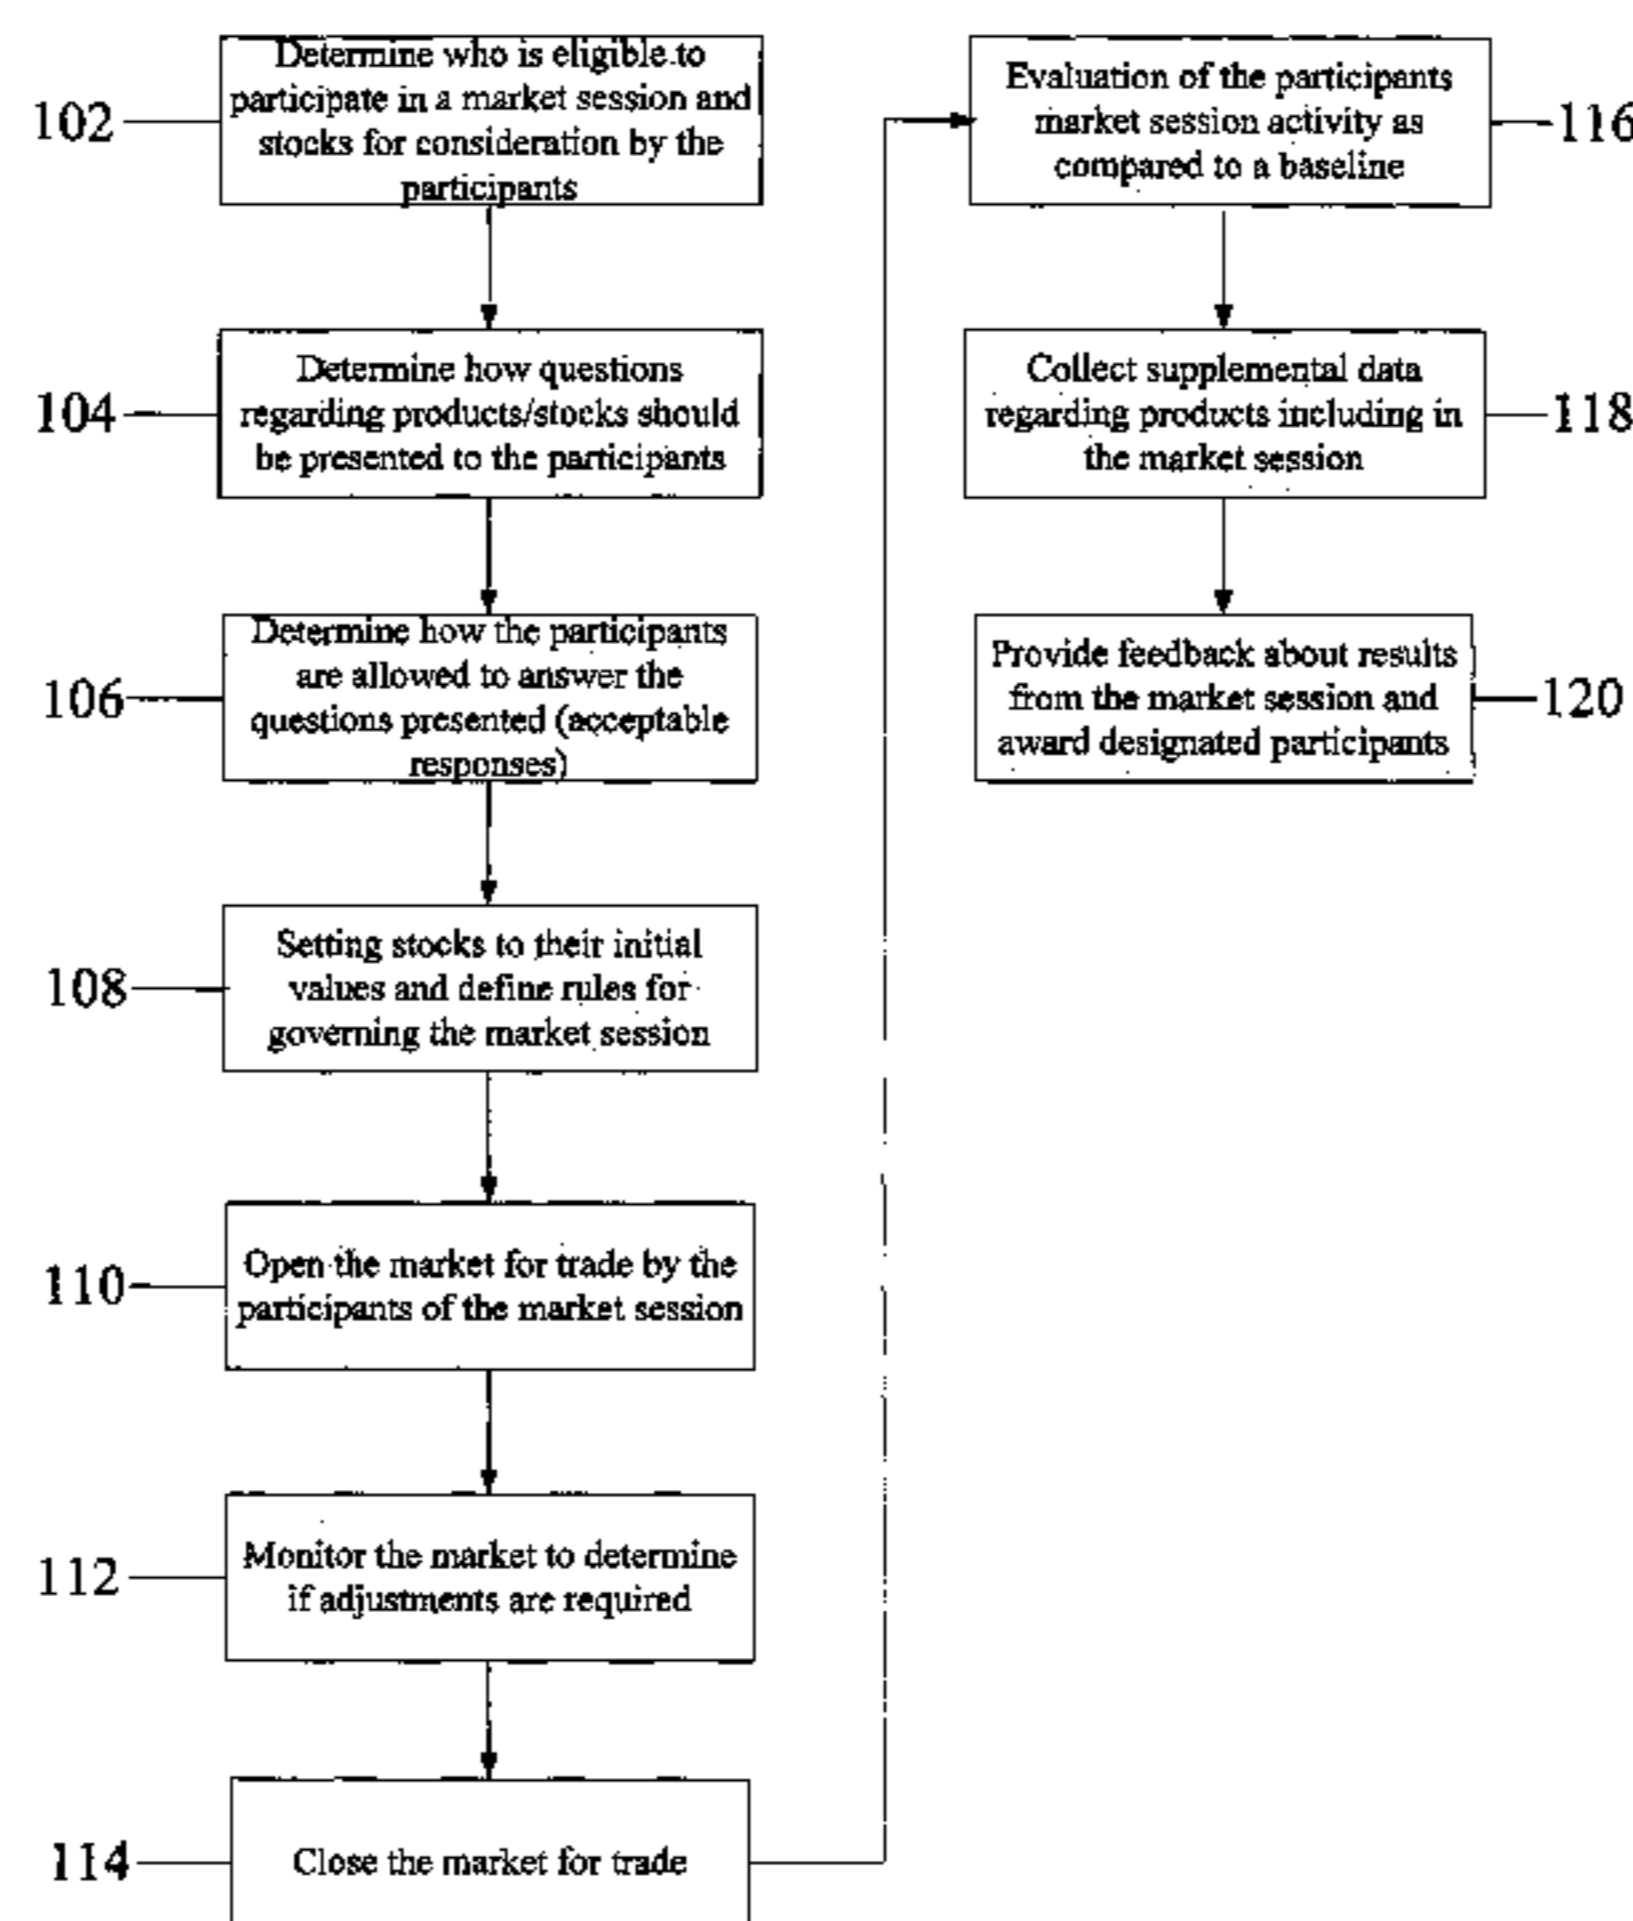 102
Determine who is eligible to
participate in a market session and
stocks for consideration by the
participants
104
Determine how questions
regarding products/stocks should
be presented to the participants
106
Determine how the participants
are allowed to answer the
questions presented (acceptable
responses)
108
Setting stocks to their initial
values and define rules for
governing the market session
110
Open the market for trade by the
participants of the market session
112
Monitor the market to determine
if adjustments are required
114
Close the market for trade
Evaluation of the participants
market session activity as
compared to a baseline
116
Collect supplemental data
regarding products including in
the market session
118
Provide feedback about results
from the market session and
award designated participants
120